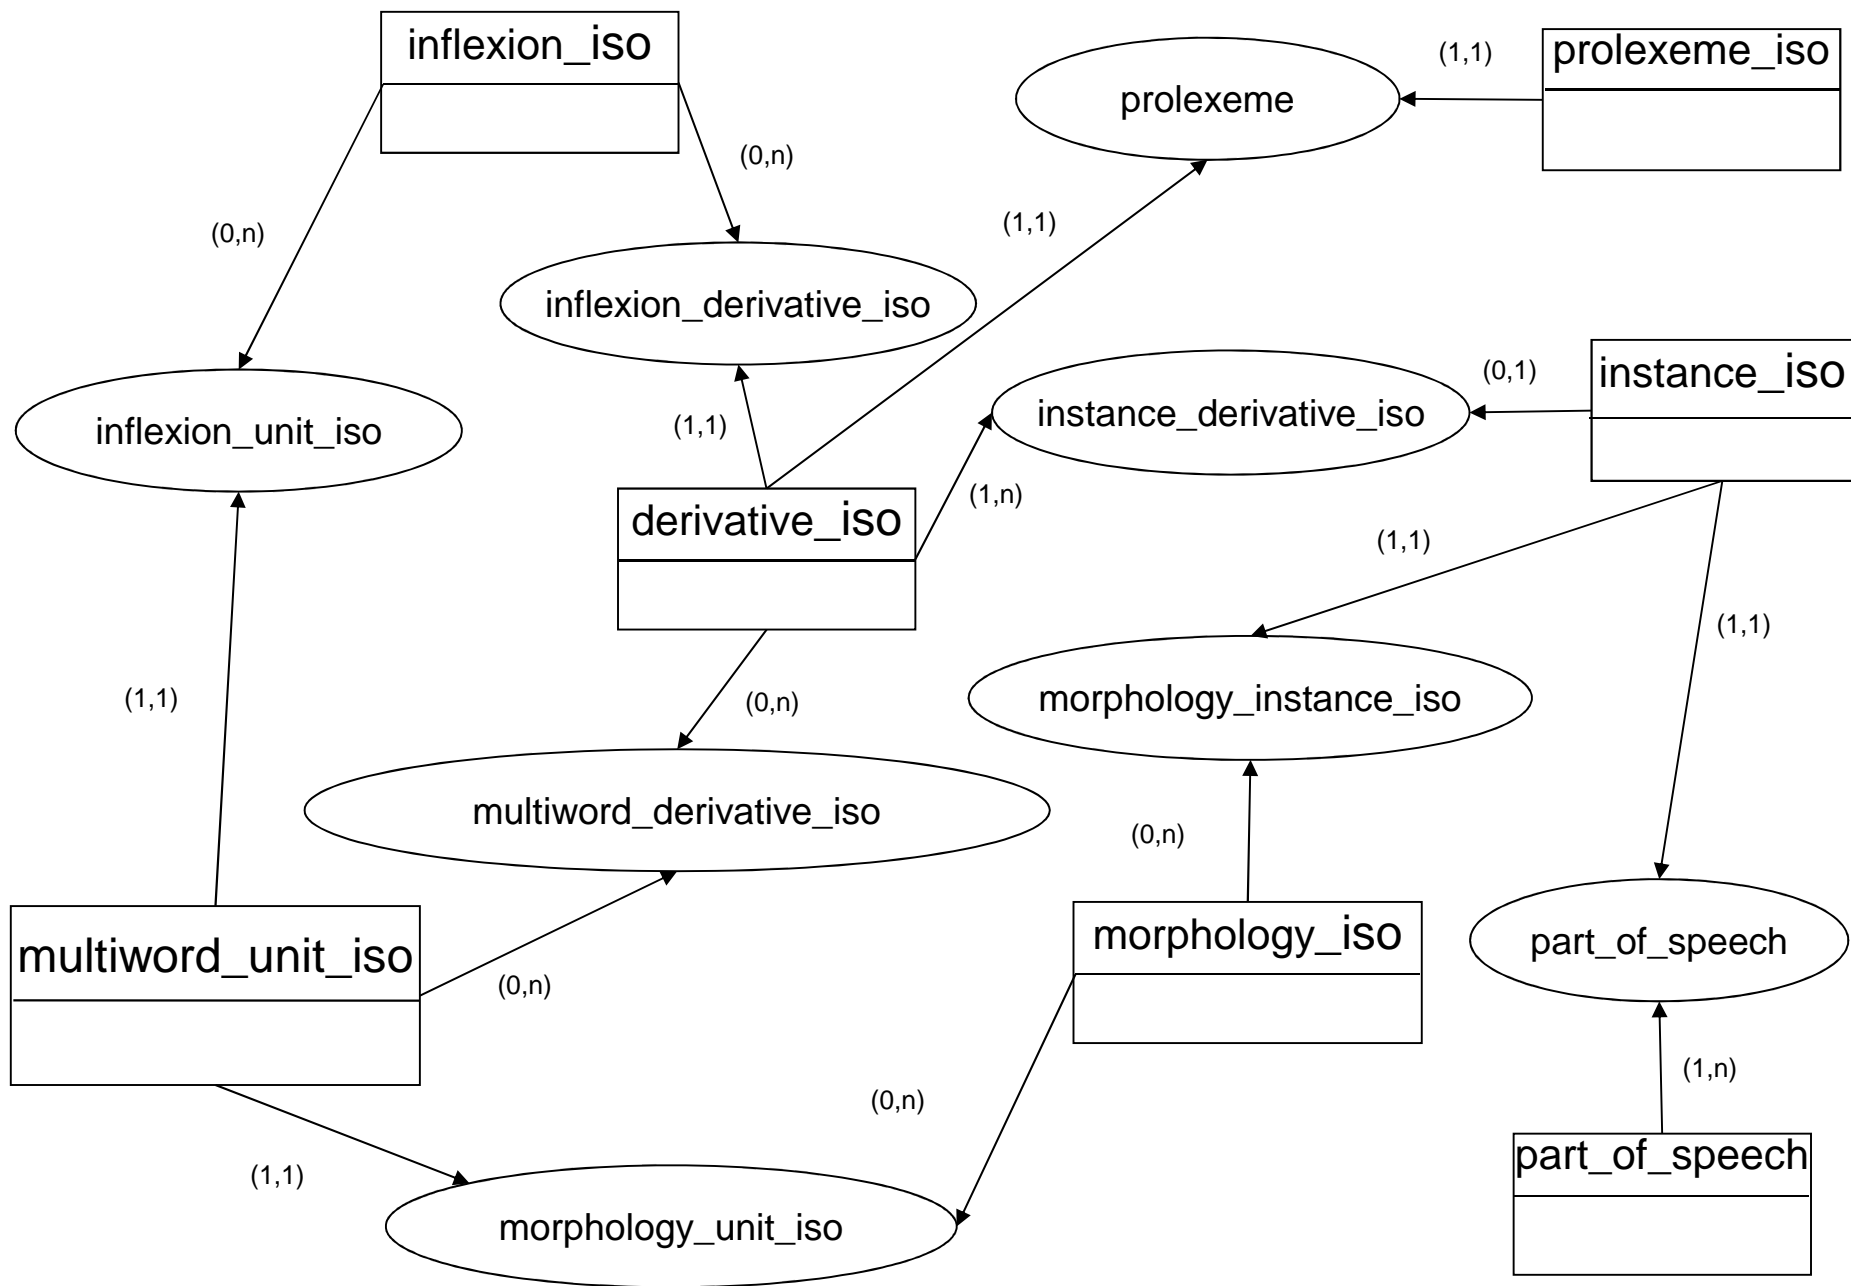 inflexion_iso
prolexeme_iso
(1,1)
prolexeme
(0,n)
(0,n)
(1,1)
inflexion_derivative_iso
instance_iso
(0,1)
instance_derivative_iso
inflexion_unit_iso
(1,1)
(1,n)
derivative_iso
(1,1)
(1,1)
(1,1)
(0,n)
morphology_instance_iso
multiword_derivative_iso
(0,n)
morphology_iso
part_of_speech
multiword_unit_iso
(0,n)
(1,n)
(0,n)
part_of_speech
(1,1)
morphology_unit_iso